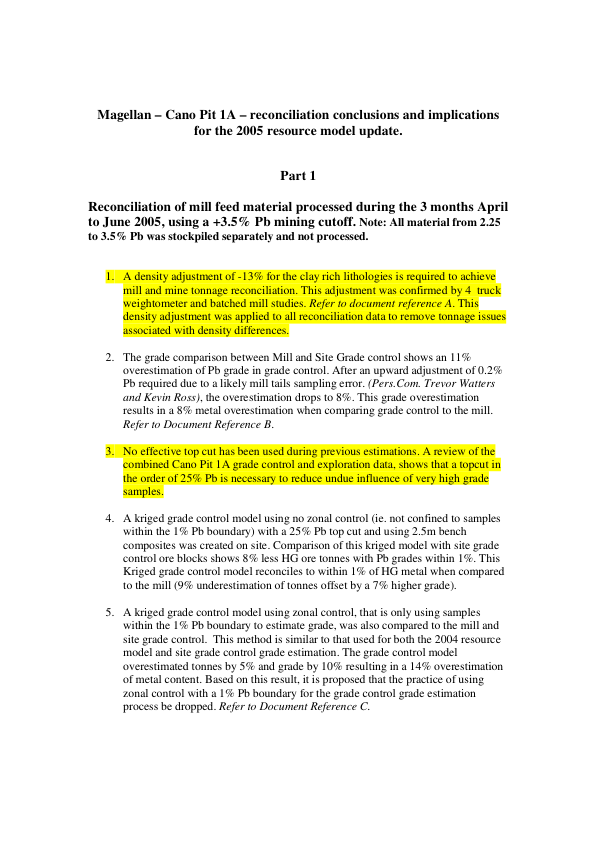 Magellan – Cano Pit 1A – reconciliation conclusions and implications
for the 2005 resource model update.
Part 1
Reconciliation of mill feed material processed during the 3 months April
to June 2005, using a +3.5% Pb mining cutoff. Note: All material from 2.25
to 3.5% Pb was stockpiled separately and not processed.
1. A density adjustment of -13% for the clay rich lithologies is required to achieve
mill and mine tonnage reconciliation. This adjustment was confirmed by 4 truck
weightometer and batched mill studies. Refer to document reference A. This
density adjustment was applied to all reconciliation data to remove tonnage issues
associated with density differences.
2. The grade comparison between Mill and Site Grade control shows an 11%
overestimation of Pb grade in grade control. After an upward adjustment of 0.2%
Pb required due to a likely mill tails sampling error. (Pers.Com. Trevor Watters
and Kevin Ross), the overestimation drops to 8%. This grade overestimation
results in a 8% metal overestimation when comparing grade control to the mill.
Refer to Document Reference B.
3. No effective top cut has been used during previous estimations. A review of the
combined Cano Pit 1A grade control and exploration data, shows that a topcut in
the order of 25% Pb is necessary to reduce undue influence of very high grade
samples.
4. A kriged grade control model using no zonal control (ie. not confined to samples
within the 1% Pb boundary) with a 25% Pb top cut and using 2.5m bench
composites was created on site. Comparison of this kriged model with site grade
control ore blocks shows 8% less HG ore tonnes with Pb grades within 1%. This
Kriged grade control model reconciles to within 1% of HG metal when compared
to the mill (9% underestimation of tonnes offset by a 7% higher grade).
5. A kriged grade control model using zonal control, that is only using samples
within the 1% Pb boundary to estimate grade, was also compared to the mill and
site grade control. This method is similar to that used for both the 2004 resource
model and site grade control grade estimation. The grade control model
overestimated tonnes by 5% and grade by 10% resulting in a 14% overestimation
of metal content. Based on this result, it is proposed that the practice of using
zonal control with a 1% Pb boundary for the grade control grade estimation
process be dropped. Refer to Document Reference C.